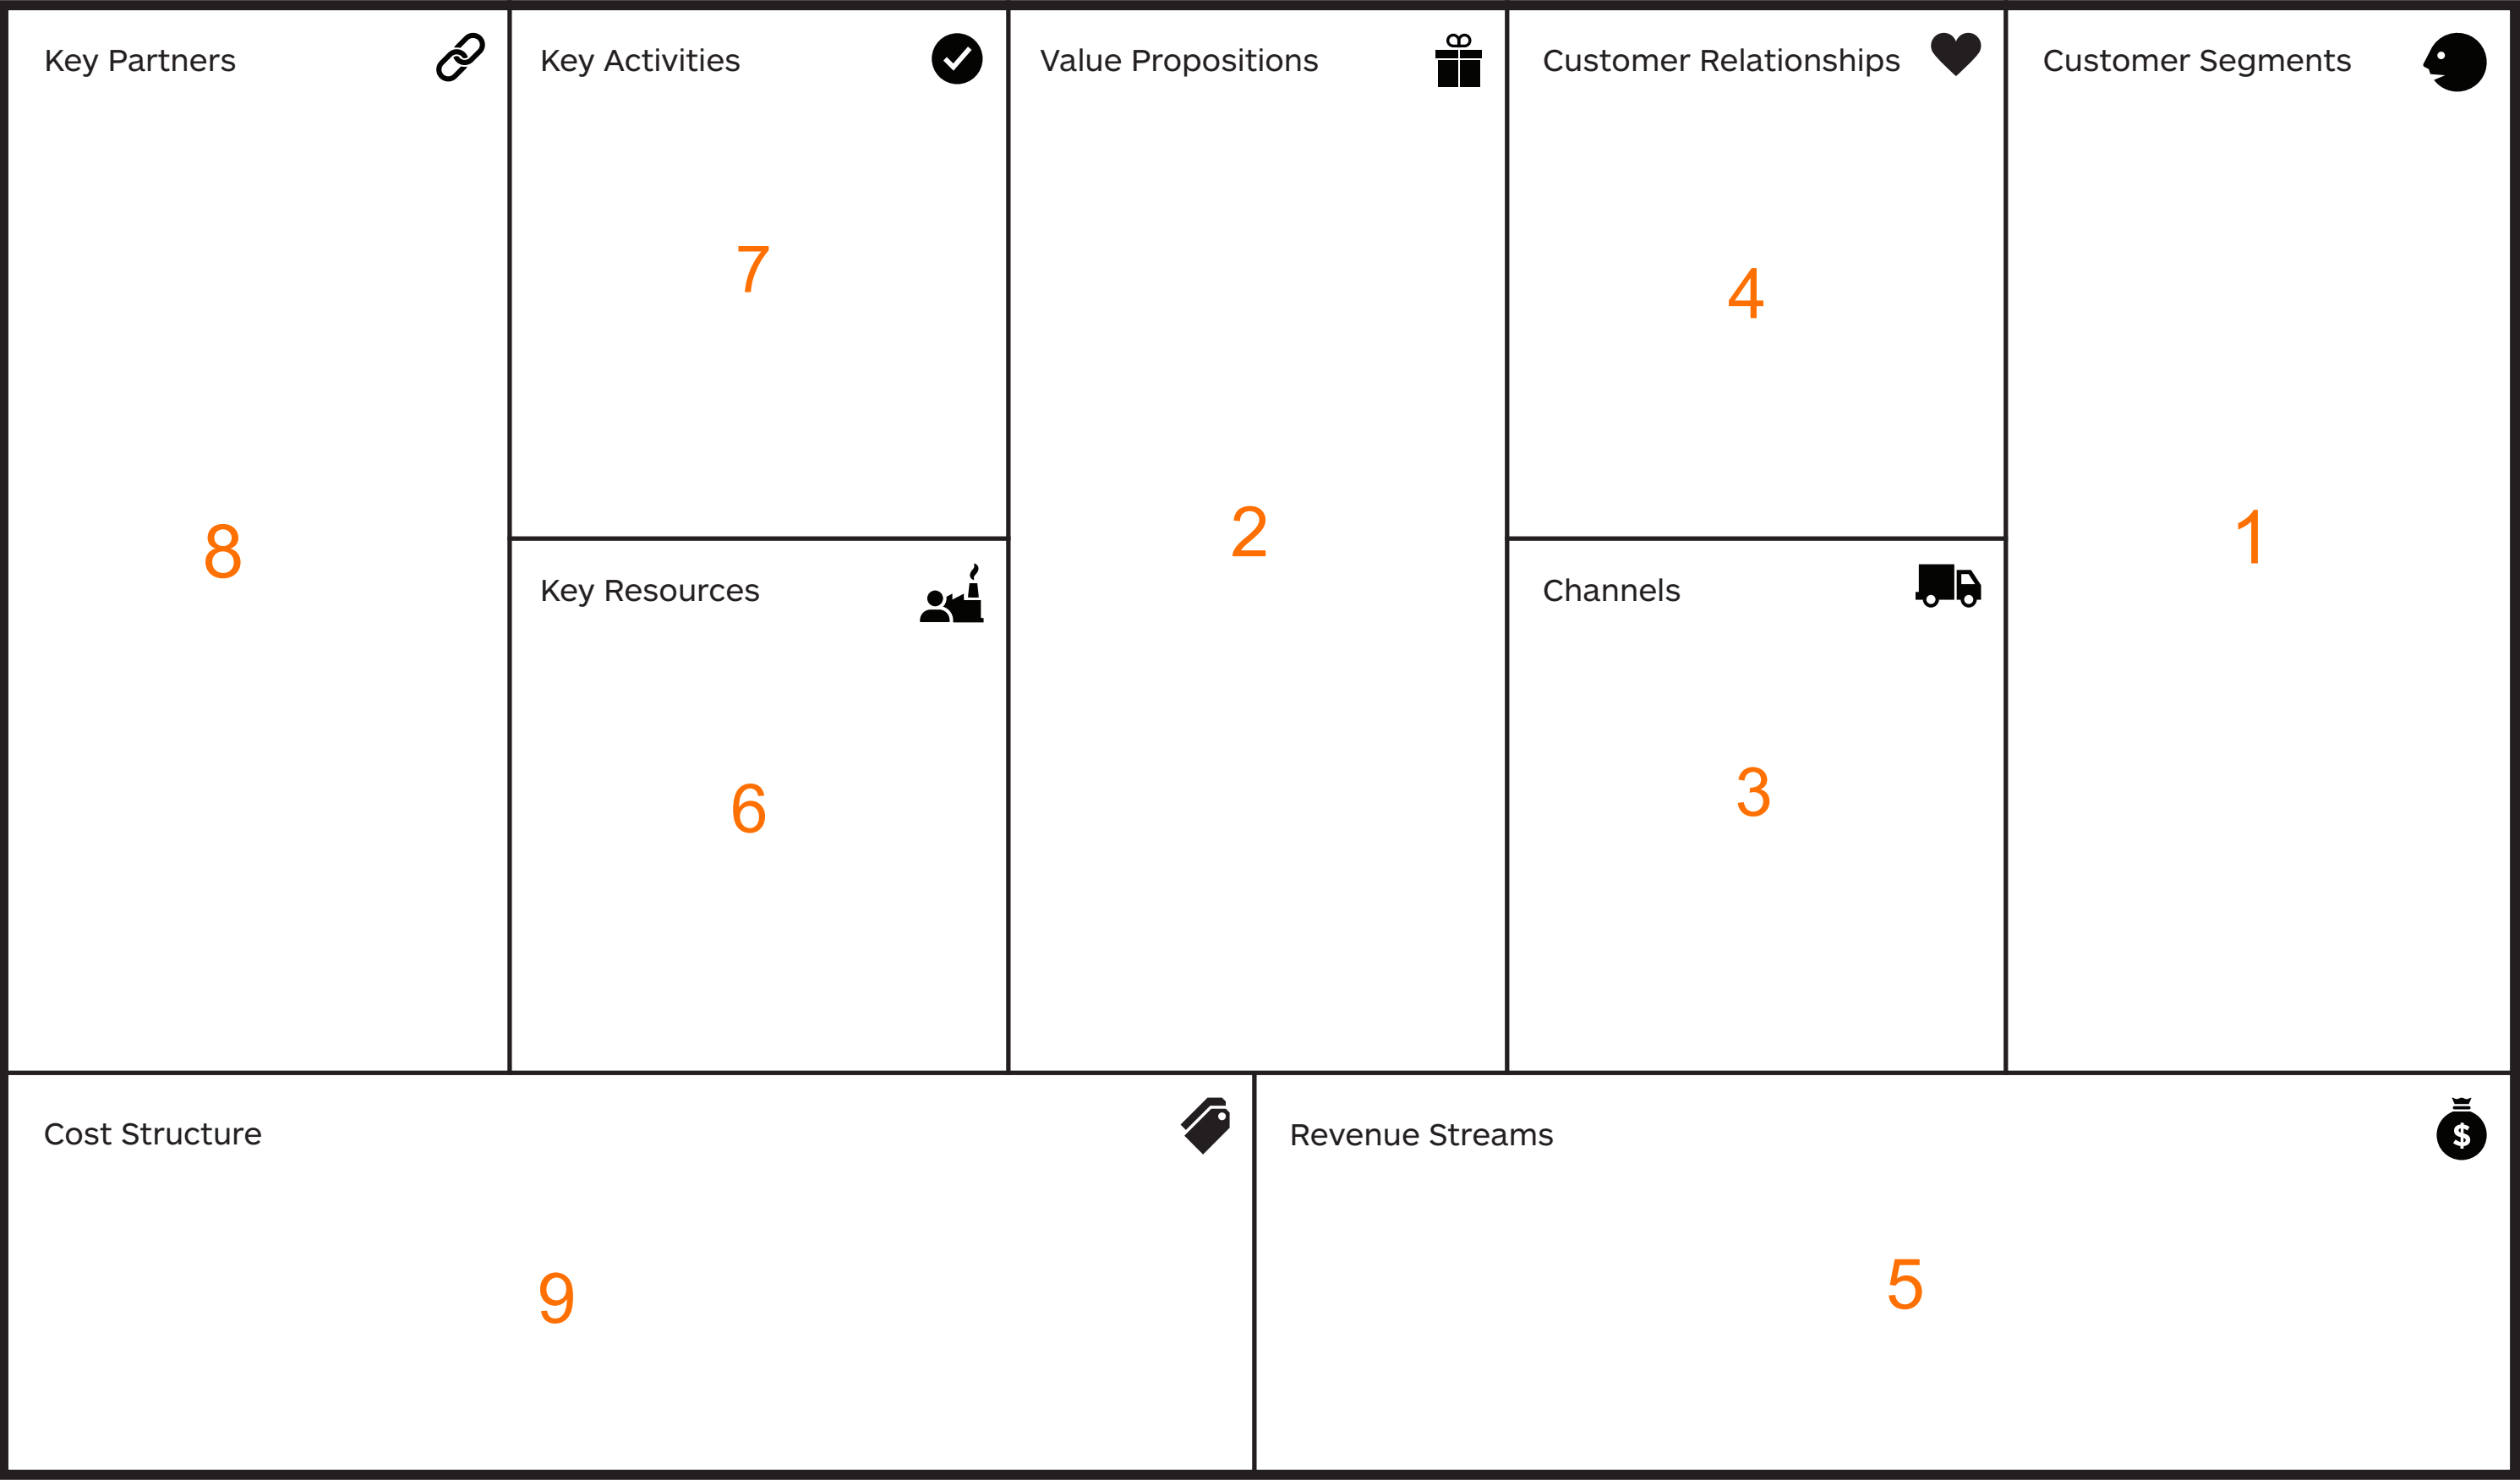 Key Partners
8
Key Activities
7
Key Resources
6
Value Propositions
2
Customer Relationships
4
Channels
3
Customer Segments
1
Cost Structure
9
Revenue Streams
$
5